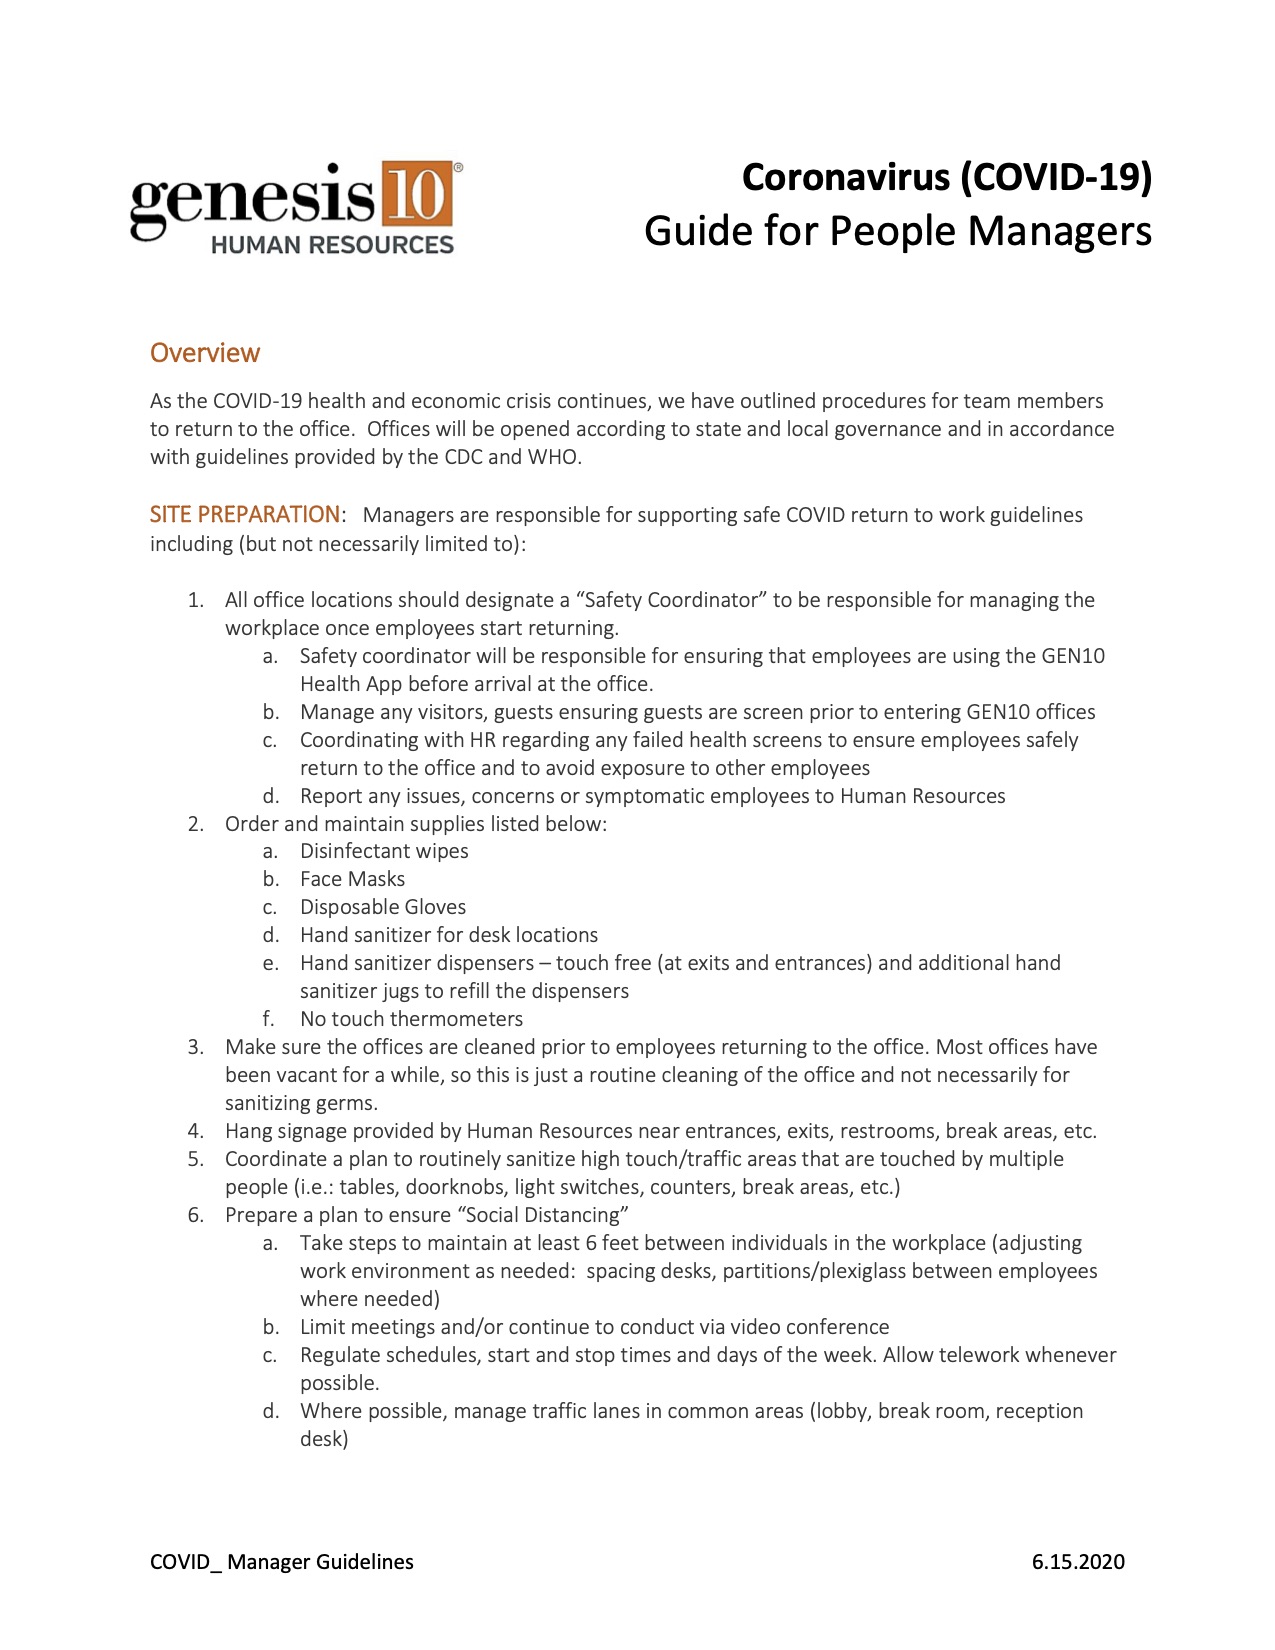 genesis10®
HUMAN RESOURCES
Coronavirus (COVID-19)
Guide for People Managers
Overview
As the COVID-19 health and economic crisis continues, we have outlined procedures for team members
to return to the office.  Offices will be opened according to state and local governance and in accordance
with guidelines provided by the CDC and WHO.
SITE PREPARATION:   Managers are responsible for supporting safe COVID return to work guidelines
including (but not necessarily limited to):
1. All office locations should designate a “Safety Coordinator” to be responsible for managing the
workplace once employees start returning.
a. Safety coordinator will be responsible for ensuring that employees are using the GEN10
Health App before arrival at the office.
b. Manage any visitors, guests ensuring guests are screen prior to entering GEN10 offices
c. Coordinating with HR regarding any failed health screens to ensure employees safely
return to the office and to avoid exposure to other employees
d. Report any issues, concerns or symptomatic employees to Human Resources
2. Order and maintain supplies listed below:
a. Disinfectant wipes
b. Face Masks
c. Disposable Gloves
d. Hand sanitizer for desk locations
e. Hand sanitizer dispensers – touch free (at exits and entrances) and additional hand
sanitizer jugs to refill the dispensers
f. No touch thermometers
3. Make sure the offices are cleaned prior to employees returning to the office. Most offices have
been vacant for a while, so this is just a routine cleaning of the office and not necessarily for
sanitizing germs.
4. Hang signage provided by Human Resources near entrances, exits, restrooms, break areas, etc.
5. Coordinate a plan to routinely sanitize high touch/traffic areas that are touched by multiple
people (i.e.: tables, doorknobs, light switches, counters, break areas, etc.)
6. Prepare a plan to ensure “Social Distancing”
a. Take steps to maintain at least 6 feet between individuals in the workplace (adjusting
work environment as needed:  spacing desks, partitions/plexiglass between employees
where needed)
b. Limit meetings and/or continue to conduct via video conference
c. Regulate schedules, start and stop times and days of the week. Allow telework whenever
possible.
d. Where possible, manage traffic lanes in common areas (lobby, break room, reception
desk)
COVID_ Manager Guidelines
6.15.2020